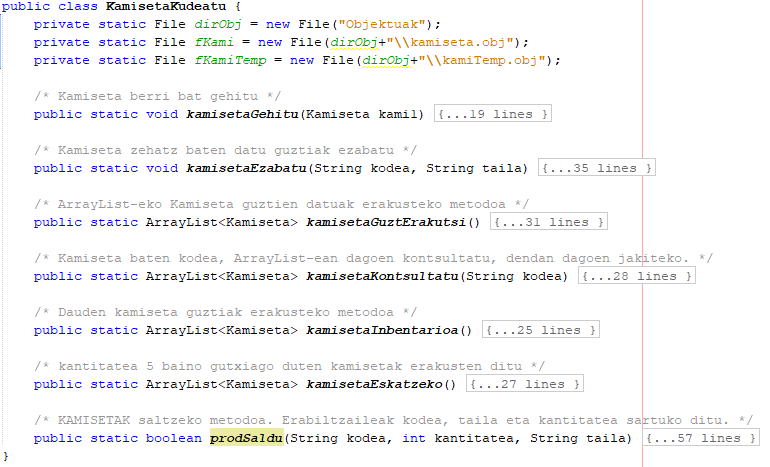 public class KamisetaKudeatu {
    private static File dirObj = new File("Objektuak");
    private static File fKami = new File(dirObj+"\\kamiseta.obj");
    private static File fKamiTemp = new File(dirObj+"\\kamiTemp.obj");
    /* Kamiseta berri bat gehitu */
    public static void kamisetaGehitu(Kamiseta kami1) {...19 lines }
    /* Kamiseta zehatz baten datu guztiak ezabatu */
    public static void kamisetaEzabatu(String kodea, String taila) {...35 lines }
    /* ArrayList-eko Kamiseta guztien datuak erakusteko metodoa */
    public static ArrayList<Kamiseta> kamisetaGuztErakutsi() {...31 lines }
    /* Kamiseta baten kodea, ArrayList-ean dagoen kontsultatu, dendan dagoen jakiteko. */
    public static ArrayList<Kamiseta> kamisetaKontsultatu(String kodea) {...28 lines }
    /* Dauden kamiseta guztiak erakusteko metodoa */
    public static ArrayList<Kamiseta> kamisetaInbentarioa() {...25 lines }
    /* kantitatea 5 baino gutxiago duten kamisetak erakusten ditu */
    public static ArrayList<Kamiseta> kamisetaEskatzeko() {...27 lines }
    /* KAMISETAK saltzeko metodoa. Erabiltzaileak kodea, taila eta kantitatea sartuko ditu. */
    public static boolean prodSaldu(String kodea, int kantitatea, String taila) {...57 lines }
}